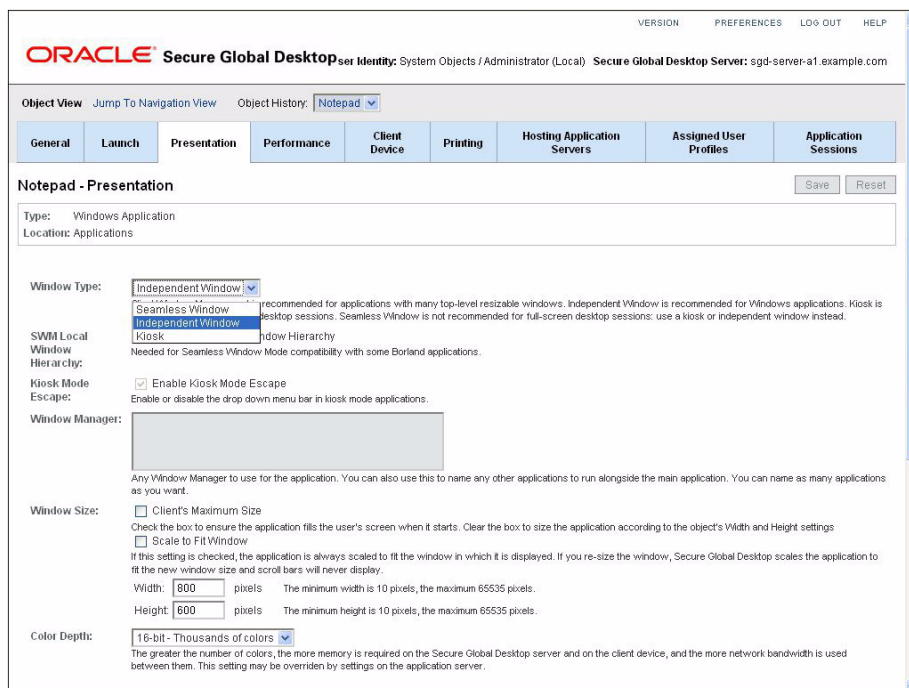 VERSION PREFERENCES LOG OUT HELP
ORACLE Secure Global Desktop ser Identity: System Objects / Administrator (Local) Secure Global Desktop Server: sgd-server-a1.example.com
Object View Jump To Navigation View Object History: Notepad
General Launch Presentation Performance Client Device Printing Hosting Application Servers Assigned User Profiles Application Sessions
Notepad - Presentation Save Reset
Type: Windows Application
Location: Applications
Window Type: Independent Window
recommended for applications with many top-level resizable windows. Independent Window is recommended for Windows applications. Kiosk is
Seamless Window
desktop sessions. Seamless Window is not recommended for full-screen desktop sessions: use a kiosk or independent window instead.
Independent Window
Kiosk
SWM Local Window Hierarchy: ndow Hierarchy
Needed for Seamless Window Mode compatibility with some Borland applications.
Kiosk Mode Escape: Enable Kiosk Mode Escape
Enable or disable the drop down menu bar in kiosk mode applications.
Window Manager:
Any Window Manager to use for the application. You can also use this to name any other applications to run alongside the main application. You can name as many applications
as you want.
Window Size: Client's Maximum Size
Check the box to ensure the application fills the user's screen when it starts. Clear the box to size the application according to the object's Width and Height settings
Scale to Fit Window
If this setting is checked, the application is always scaled to fit the window in which it is displayed. If you re-size the window, Secure Global Desktop scales the application to
fit the new window size and scroll bars will never display.
Width: 800 pixels The minimum width is 10 pixels, the maximum 65535 pixels.
Height: 600 pixels The minimum height is 10 pixels, the maximum 65535 pixels.
Color Depth: 16-bit - Thousands of colors
The greater the number of colors, the more memory is required on the Secure Global Desktop server and on the client device, and the more network bandwidth is used
between them. This setting may be overriden by settings on the application server.